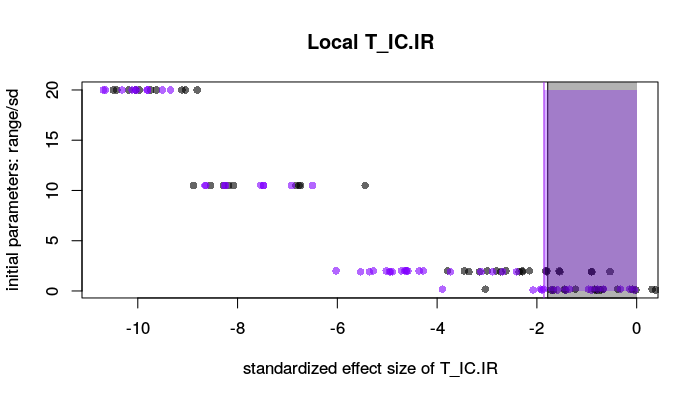 Local T_IC.IR
initial parameters: range/sd
20
15
10
5
0
-10 -8 -6 -4 -2 0
standardized effect size of T_IC.IR